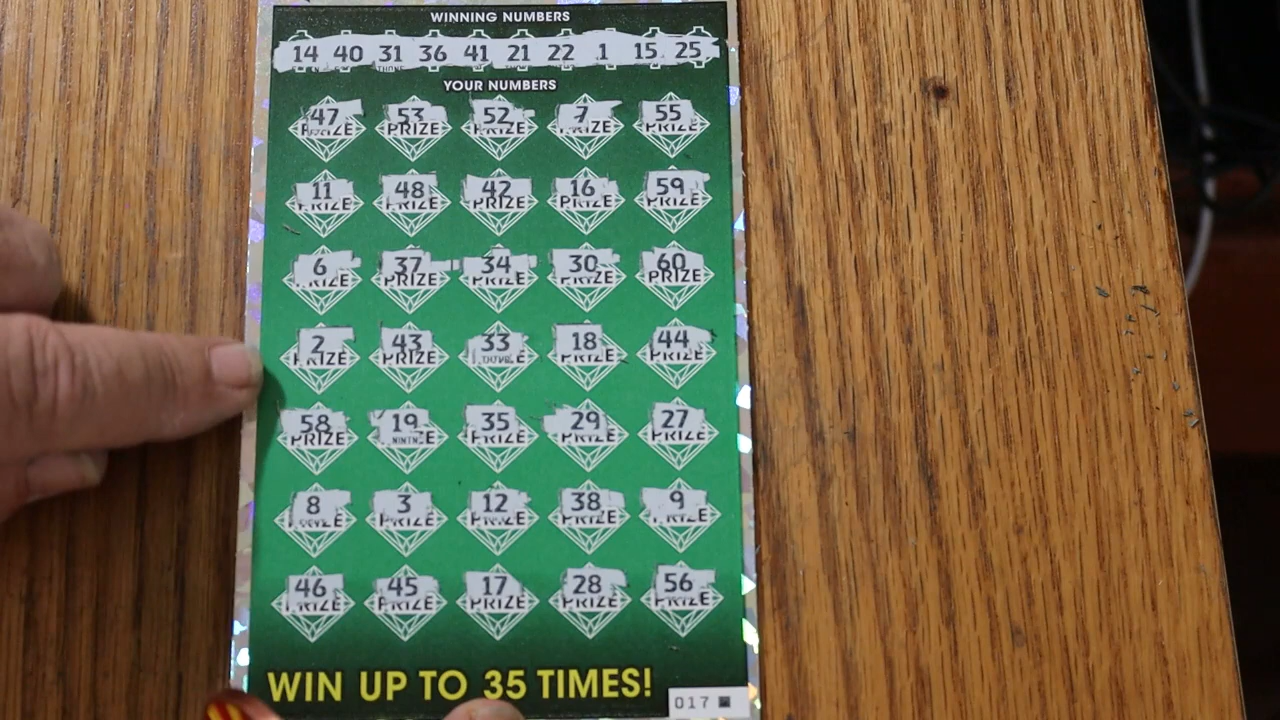 WINNING NUMBERS
14 40 31 36 41 21 22 1 15 25
YOUR NUMBERS
47 53 52 7 55
PRIZE PRIZE PRIZE PRIZE PRIZE
11 48 42 16 59
PRIZE PRIZE PRIZE PRIZE PRIZE
6 37 34 30 60
PRIZE PRIZE PRIZE PRIZE PRIZE
2 43 33 18 44
PRIZE PRIZE PRIZE PRIZE
58 19 35 29 27
PRIZE PRIZE PRIZE PRIZE
8 3 12 38 9
PRIZE PRIZE PRIZE PRIZE PRIZE
46 45 17 28 56
PRIZE PRIZE PRIZE PRIZE PRIZE
WIN UP TO 35 TIMES!
017